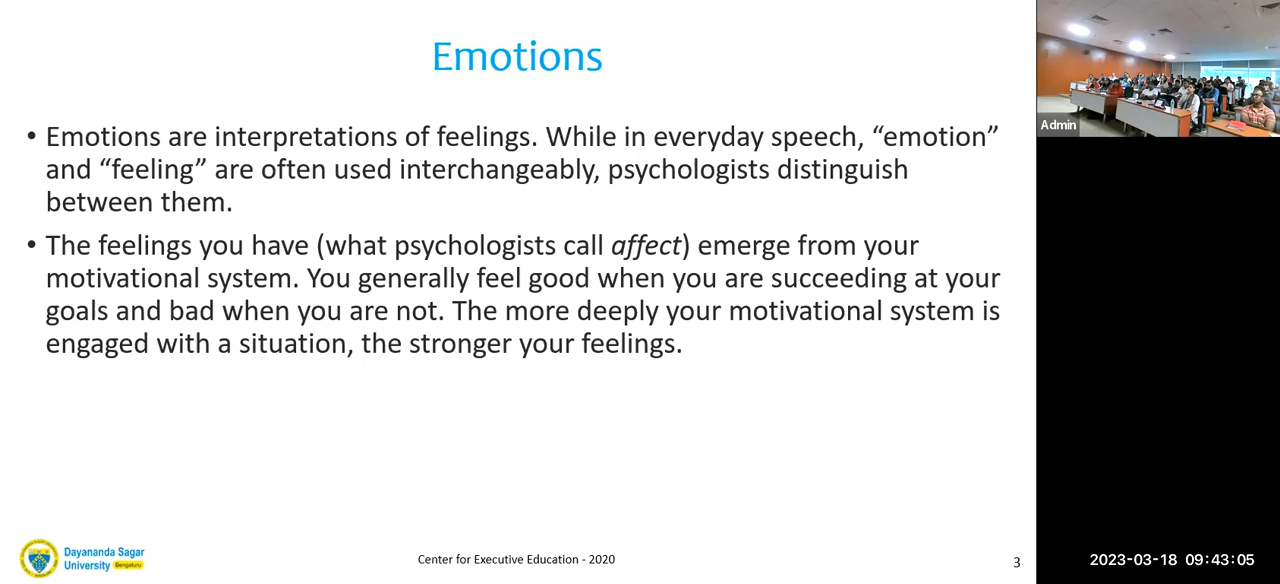 Emotions
• Emotions are interpretations of feelings. While in everyday speech, “emotion”
and “feeling” are often used interchangeably, psychologists distinguish
between them.
• The feelings you have (what psychologists call affect) emerge from your
motivational system. You generally feel good when you are succeeding at your
goals and bad when you are not. The more deeply your motivational system is
engaged with a situation, the stronger your feelings.
Dayananda Sagar
University Bengaluru
Center for Executive Education - 2020
3
Admin
2023-03-18 09:43:05